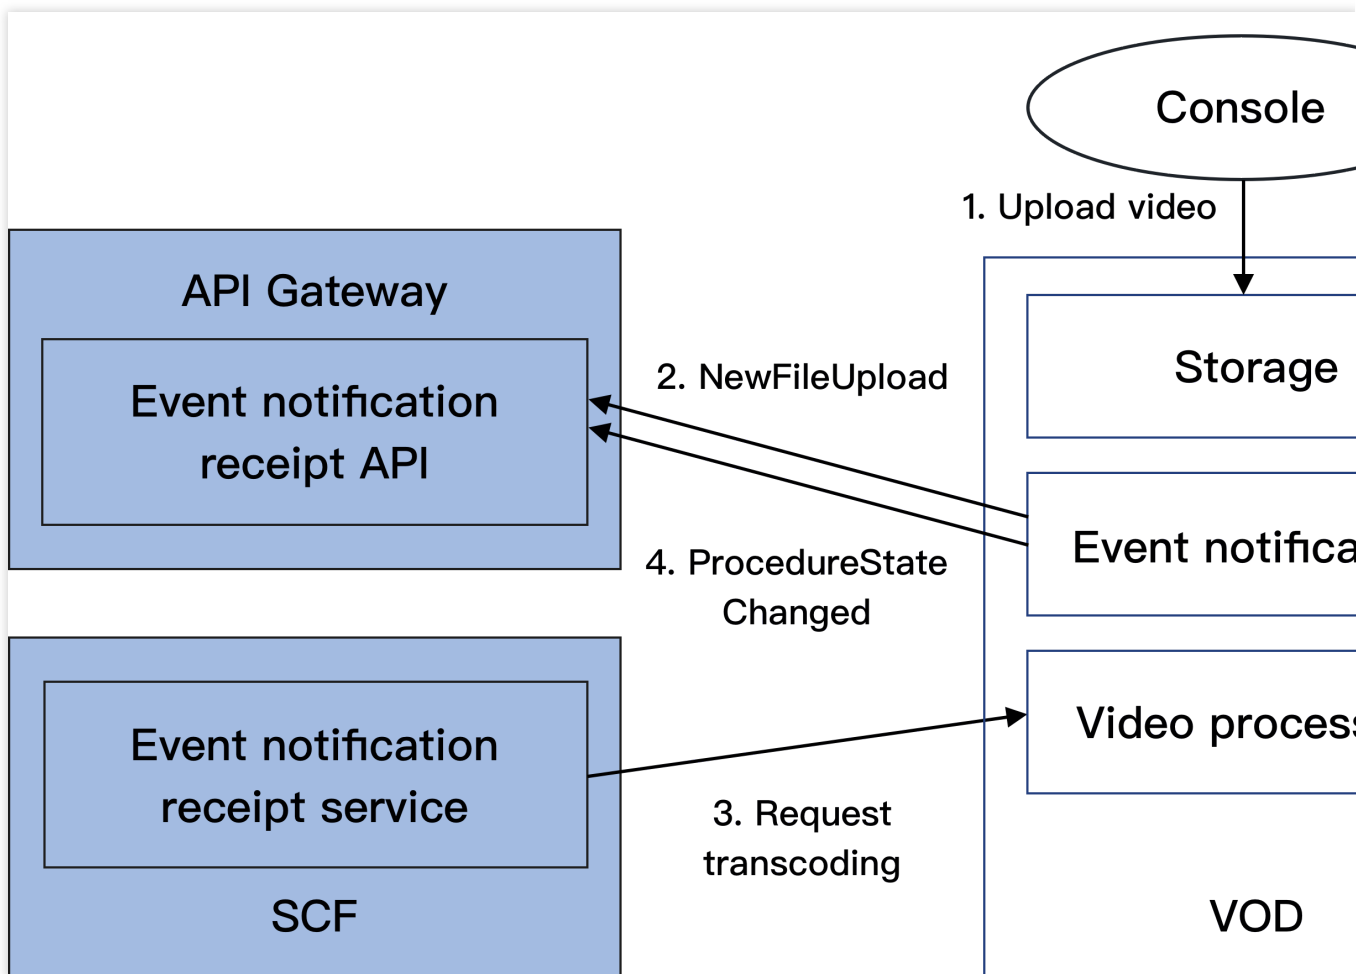 Console
1. Upload video
API Gateway
Event notification
receipt API
2. NewFileUpload
Storage
4. ProcedureState
Changed
Event notifica
Event notification
receipt service
SCF
3. Request
transcoding
Video process
VOD